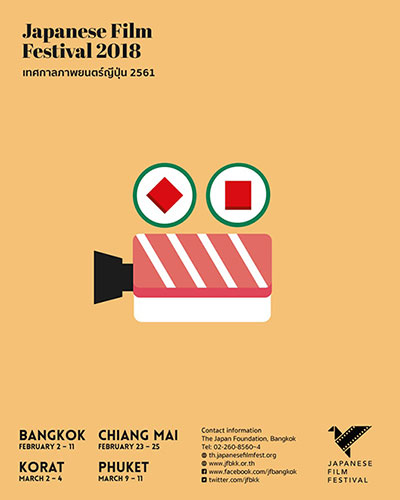 Japanese Film
Festival 2018
เทศกาลภาพยนตร์ญี่ปุ่น 2561
BANGKOK
FEBRUARY 2 – 11
CHIANG MAI
FEBRUARY 23 – 25
KORAT
MARCH 2 – 4
PHUKET
MARCH 9 – 11
Contact information
The Japan Foundation, Bangkok
Tel: 02-260-8560~4
th.japanesefilmfest.org
www.jfbkk.or.th
www.facebook.com/jfbangkok
twitter.com/jfbkk
JAPANESE
FILM
FESTIVAL